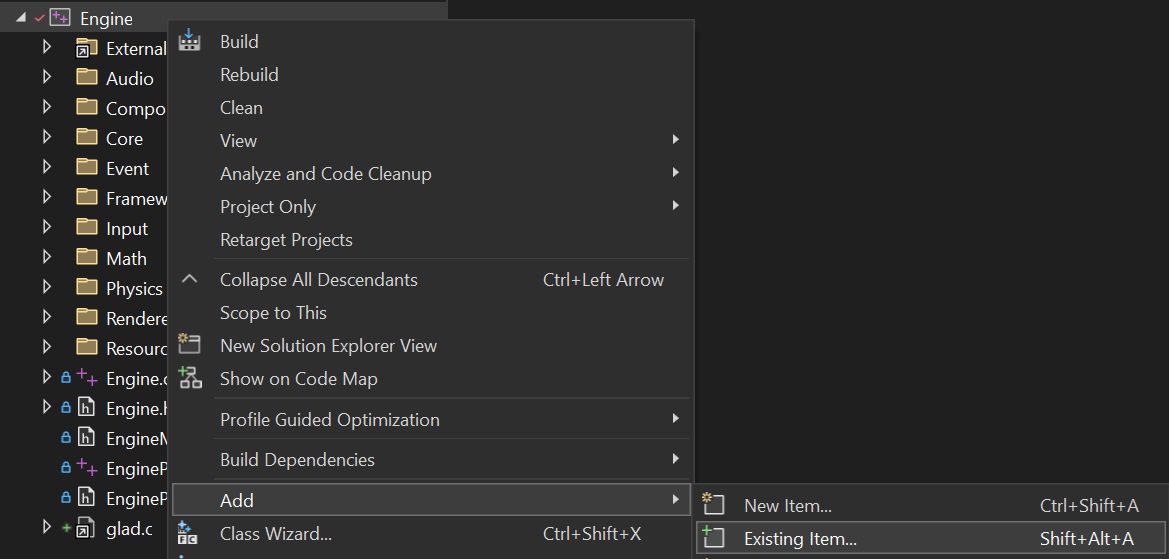 Engine
External
Audio
Compo
Core
Event
Framew
Input
Math
Physics
Rendere
Resourc
Engine.c
Engine.h
EngineM
EngineP
EngineP
glad.c
Build
Rebuild
Clean
View
Analyze and Code Cleanup
Project Only
Retarget Projects
Collapse All Descendants Ctrl+Left Arrow
Scope to This
New Solution Explorer View
Show on Code Map
Profile Guided Optimization
Build Dependencies
Add
Class Wizard... Ctrl+Shift+X
New Item... Ctrl+Shift+A
Existing Item... Shift+Alt+A